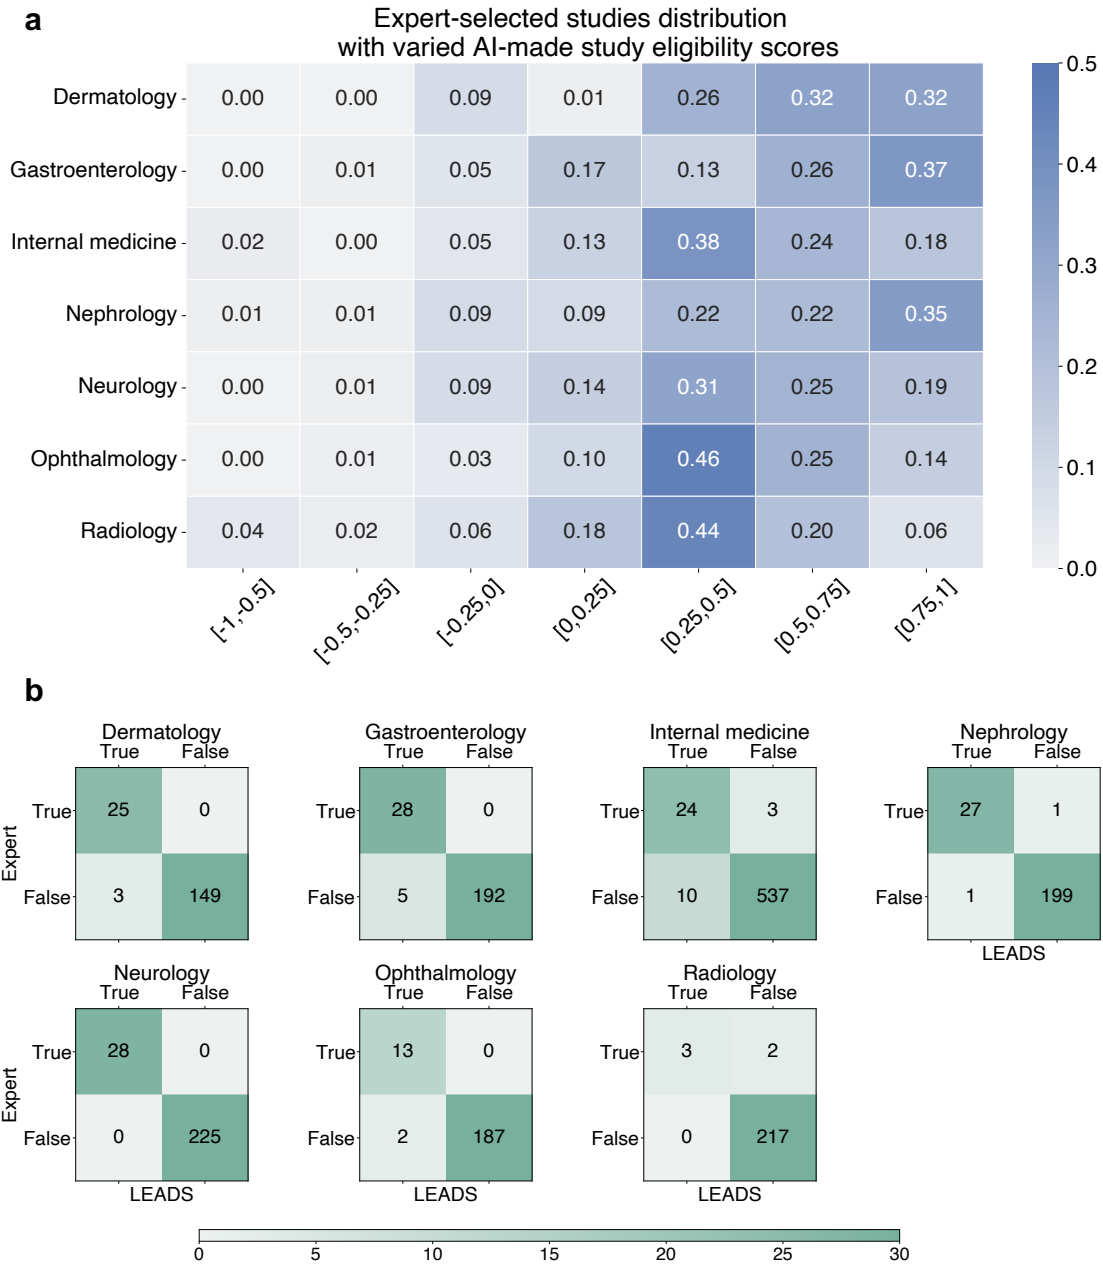 a
Expert-selected studies distribution
with varied AI-made study eligibility scores
Dermatology 0.00 0.00 0.09 0.01 0.26 0.32 0.32
Gastroenterology 0.00 0.01 0.05 0.17 0.13 0.26 0.37
Internal medicine 0.02 0.00 0.05 0.13 0.38 0.24 0.18
Nephrology 0.01 0.01 0.09 0.09 0.22 0.22 0.35
Neurology 0.00 0.01 0.09 0.14 0.31 0.25 0.19
Ophthalmology 0.00 0.01 0.03 0.10 0.46 0.25 0.14
Radiology 0.04 0.02 0.06 0.18 0.44 0.20 0.06
[-1,-0.5] [-0.5,-0.25] [-0.25,0] [0,0.25] [0.25,0.5] [0.5,0.75] [0.75,1]
0.5
0.4
0.3
0.2
0.1
0.0
b
Dermatology
True False
Expert
True 25 0
False 3 149
Gastroenterology
True False
True 28 0
False 5 192
Internal medicine
True False
True 24 3
False 10 537
Nephrology
True False
True 27 1
False 1 199
LEADS
Neurology
True False
Expert
True 28 0
False 0 225
LEADS
Ophthalmology
True False
True 13 0
False 2 187
LEADS
Radiology
True False
True 3 2
False 0 217
LEADS
0 5 10 15 20 25 30